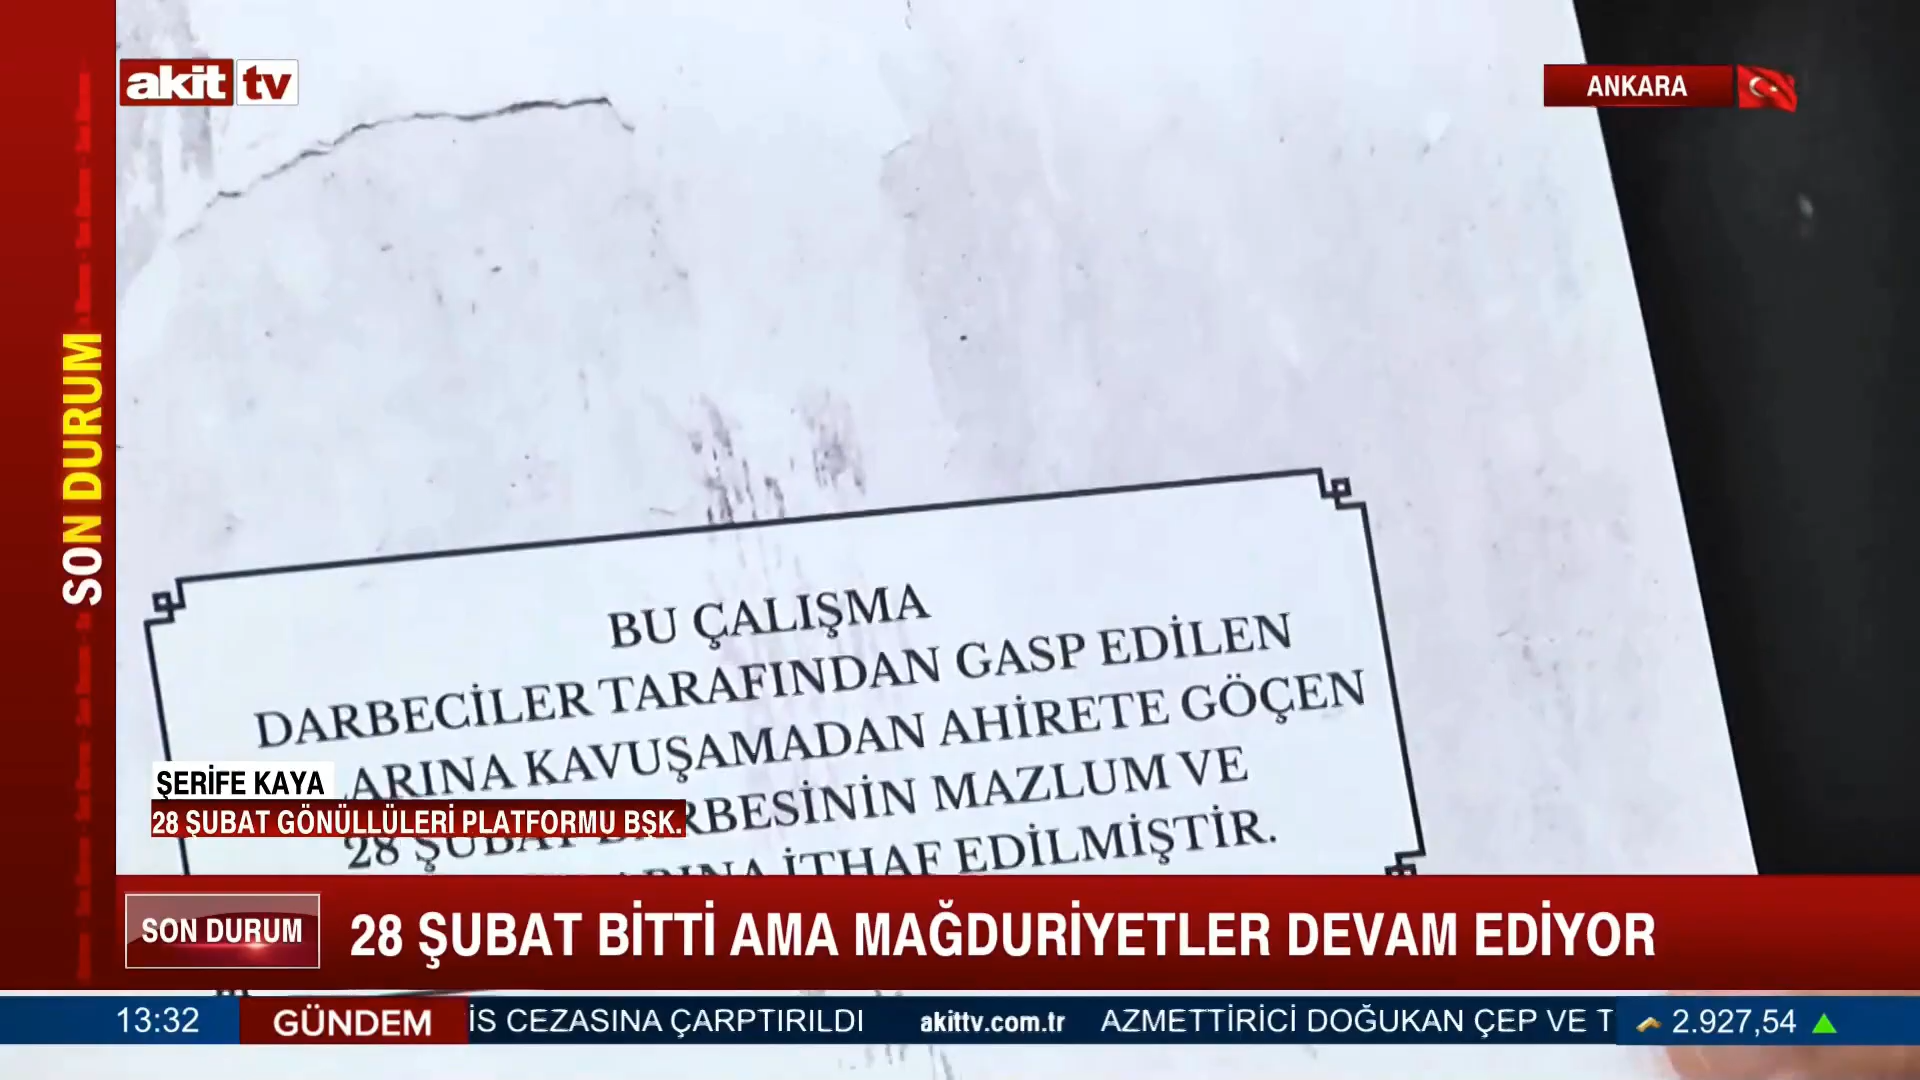 akit tv
ANKARA
SON DURUM
BU ÇALIŞMA
DARBECİLER TARAFINDAN GASP EDİLEN
KAVUŞAMADAN AHİRETE GÖÇEN
28 ŞUBAT MAZLUM VE
İTHAF EDİLMİŞTİR.
ŞERİFE KAYA
28 ŞUBAT GÖNÜLLÜLERİ PLATFORMU BŞK.
SON DURUM
28 ŞUBAT BİTTİ AMA MAĞDURİYETLER DEVAM EDİYOR
13:32
GÜNDEM
CEZASINA ÇARPTIRILDI
akittv.com.tr
AZMETTİRİCİ DOĞUKAN ÇEP VE
2.927,54